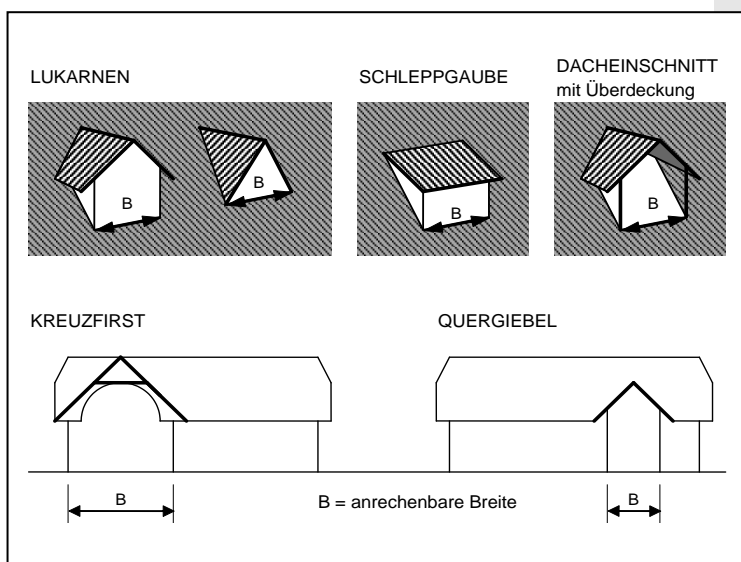 LUKARNEN
SCHLEPPGAUBE
DACHEINSCHNITT
mit Überdeckung
B
B
B
B
KREUZFIRST
QUERGIEBEL
B
B = anrechenbare Breite
B